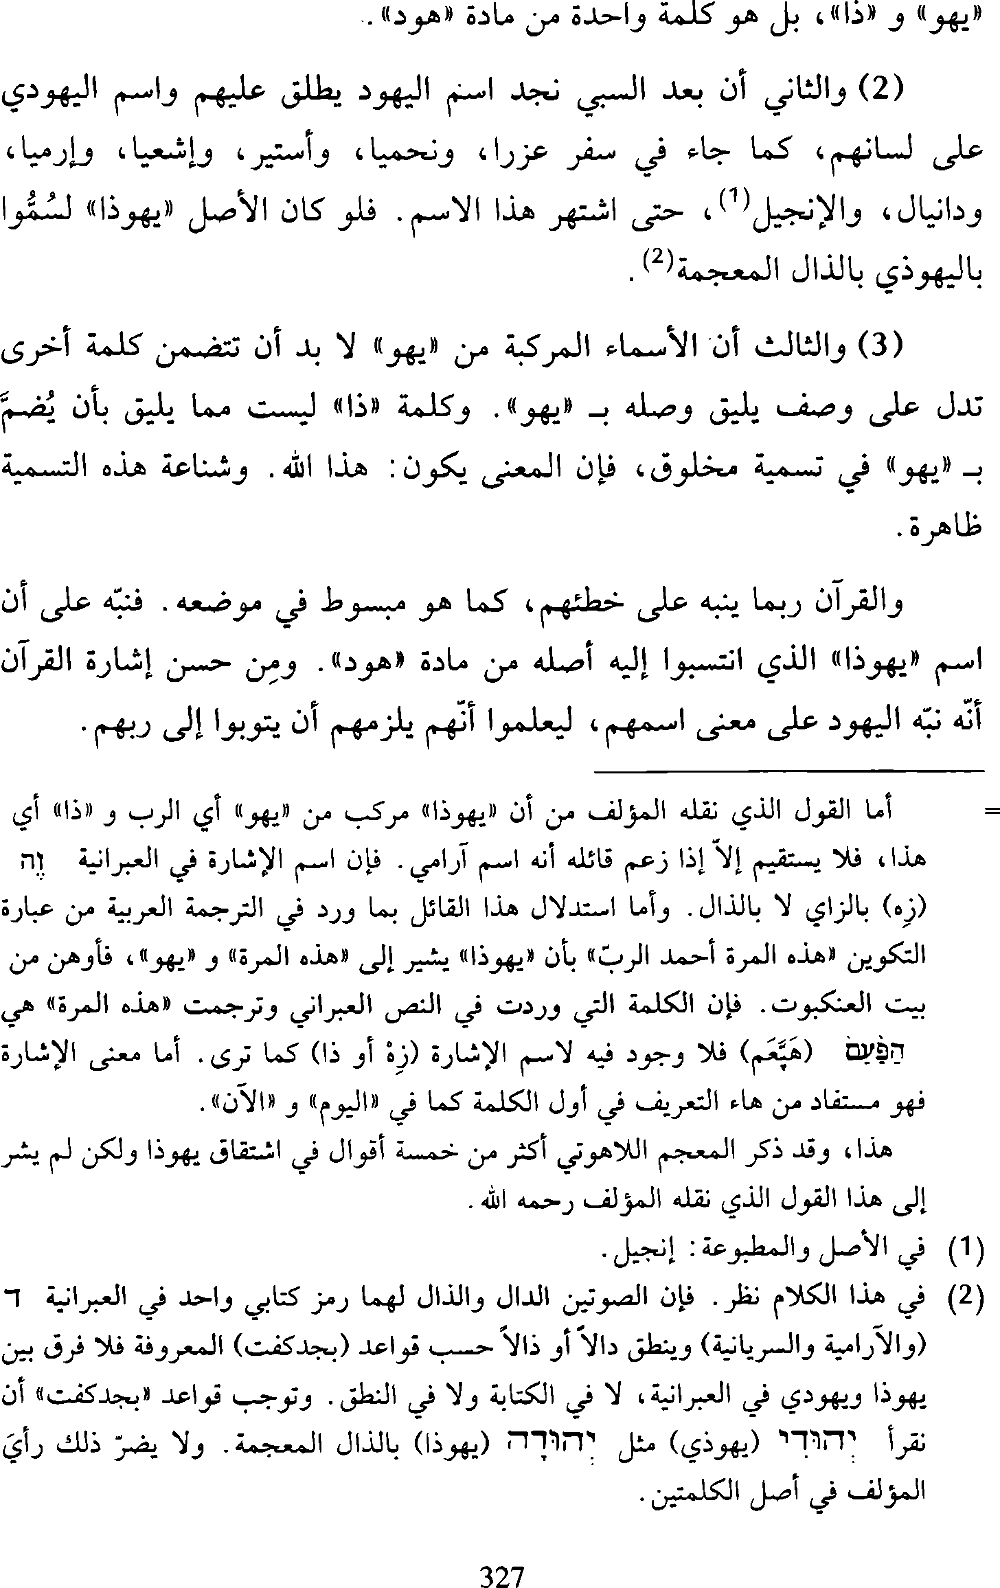 «يهو» و «ذا»، بل هو كلمة واحدة من مادة «هود».
(2) والثاني أن بعد السبي نجد اسم اليهود يطلق عليهم واسم اليهودي
على لسانهم، كما جاء في سفر عزرا، ونحميا، وأستير، وإشعيا، وإرميا،
ودانيال، والإنجيل(1)، حتى اشتهر هذا الاسم. فلو كان الأصل «يهوذا» لسُمُّوا
باليهوذي بالذال المعجمة(2).
(3) والثالث أن الأسماء المركبة من «يهو» لا بد أن تتضمن كلمة أخرى
تدل على وصف يليق وصله بـ «يهو». وكلمة «ذا» ليست مما يليق بأن يُضمَّ
بـ «يهو» في تسمية مخلوق، فإن المعنى يكون: هذا الله. وشناعة هذه التسمية
ظاهرة.
والقرآن ربما ينبه على خطئهم، كما هو مبسوط في موضعه. فنبّه على أن
اسم «يهوذا» الذي انتسبوا إليه أصله من مادة «هود». ومِن حسن إشارة القرآن
أنّه نبّه اليهود على معنى اسمهم، ليعلموا أنّهم يلزمهم أن يتوبوا إلى ربهم.
= أما القول الذي نقله المؤلف من أن «يهوذا» مركب من «يهو» أي الرب و «ذا» أي
هذا، فلا يستقيم إلاّ إذا زعم قائله أنه اسم آرامي. فإن اسم الإشارة في العبرانية זֶה
(زِه) بالزاي لا بالذال. وأما استدلال هذا القائل بما ورد في الترجمة العربية من عبارة
التكوين «هذه المرة أحمد الربّ» بأن «يهوذا» يشير إلى «هذه المرة» و «يهو»، فأوهن من
بيت العنكبوت. فإن الكلمة التي وردت في النص العبراني وترجمت «هذه المرة» هي
הַפַּעַם (هَپَّعَم) فلا وجود فيه لاسم الإشارة (زِهْ أو ذا) كما ترى. أما معنى الإشارة
فهو مستفاد من هاء التعريف في أول الكلمة كما في «اليوم» و «الآن».
هذا، وقد ذكر المعجم اللاهوتي أكثر من خمسة أقوال في اشتقاق يهوذا ولكن لم يشر
إلى هذا القول الذي نقله المؤلف رحمه الله.
(1) في الأصل والمطبوعة: إنجيل.
(2) في هذا الكلام نظر. فإن الصوتين الدال والذال لهما رمز كتابي واحد في العبرانية ד
(والآرامية والسريانية) وينطق دالاً أو ذالاً حسب قواعد (بجدكفت) المعروفة فلا فرق بين
يهوذا ويهودي في العبرانية، لا في الكتابة ولا في النطق. وتوجب قواعد «بجدكفت» أن
نقرأ יְהוּדִי (يهوذي) مثل יְהוּדָה (يهوذا) بالذال المعجمة. ولا يضرّ ذلك رأيَ
المؤلف في أصل الكلمتين.
327